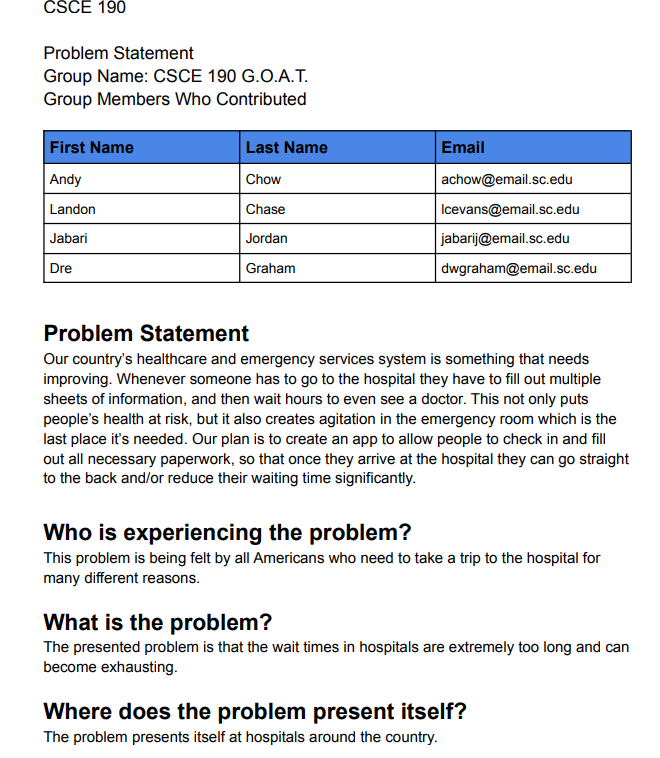 CSCE 190
Problem Statement
Group Name: CSCE 190 G.O.A.T.
Group Members Who Contributed
First Name Last Name Email
Andy Chow achow@email.sc.edu
Landon Chase lcevans@email.sc.edu
Jabari Jordan jabarij@email.sc.edu
Dre Graham dwgraham@email.sc.edu
Problem Statement
Our country's healthcare and emergency services system is something that needs
improving. Whenever someone has to go to the hospital they have to fill out multiple
sheets of information, and then wait hours to even see a doctor. This not only puts
people's health at risk, but it also creates agitation in the emergency room which is the
last place it's needed. Our plan is to create an app to allow people to check in and fill
out all necessary paperwork, so that once they arrive at the hospital they can go straight
to the back and/or reduce their waiting time significantly.
Who is experiencing the problem?
This problem is being felt by all Americans who need to take a trip to the hospital for
many different reasons.
What is the problem?
The presented problem is that the wait times in hospitals are extremely too long and can
become exhausting.
Where does the problem present itself?
The problem presents itself at hospitals around the country.